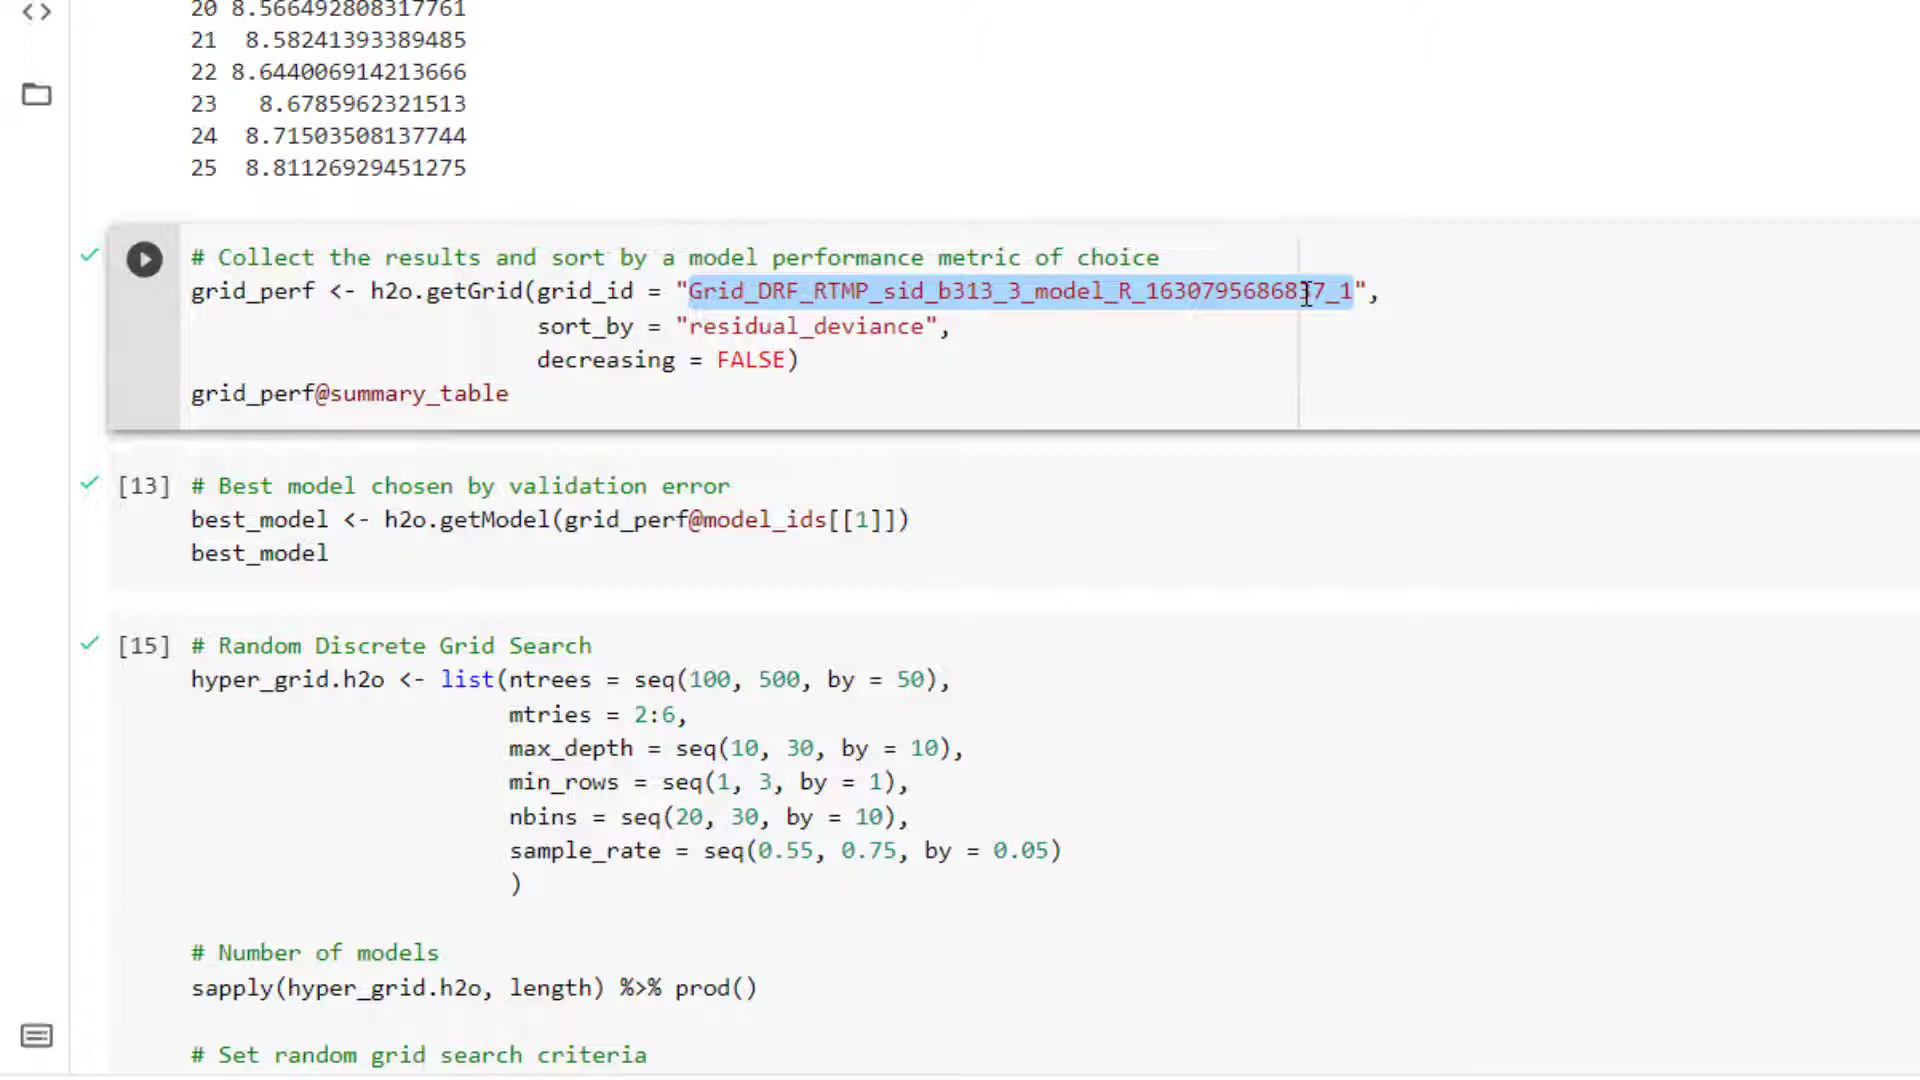 20 8.566492808317761
21 8.58241393389485
22 8.644006914213666
23 8.6785962321513
24 8.71503508137744
25 8.81126929451275
# Collect the results and sort by a model performance metric of choice
grid_perf <- h2o.getGrid(grid_id = "Grid_DRF_RTMP_sid_b313_3_model_R_1630795686837_1",
sort_by = "residual_deviance",
decreasing = FALSE)
grid_perf@summary_table
[13] # Best model chosen by validation error
best_model <- h2o.getModel(grid_perf@model_ids[[1]])
best_model
[15] # Random Discrete Grid Search
hyper_grid.h2o <- list(ntrees = seq(100, 500, by = 50),
mtries = 2:6,
max_depth = seq(10, 30, by = 10),
min_rows = seq(1, 3, by = 1),
nbins = seq(20, 30, by = 10),
sample_rate = seq(0.55, 0.75, by = 0.05)
)
# Number of models
sapply(hyper_grid.h2o, length) %>% prod()
# Set random grid search criteria